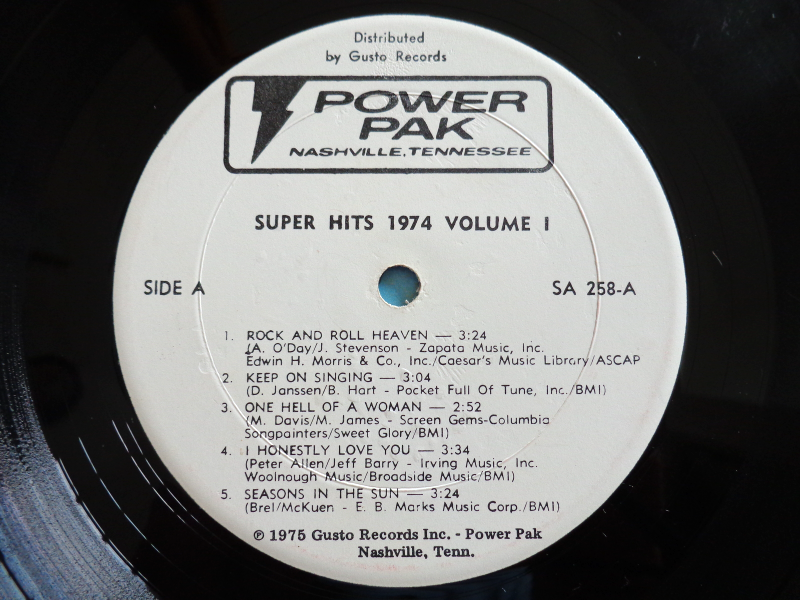 Distributed
by Gusto Records
POWER
PAK
NASHVILLE, TENNESSEE
SUPER HITS 1974 VOLUME I
SIDE A
SA 258-A
1. ROCK AND ROLL HEAVEN — 3:24
(A. O'DAY/J. Stevenson - Zapata Music, Inc.
Edwin H. Morris & Co., Inc./Caesar's Music Library/ASCAP
2. KEEP ON SINGING — 3:04
(D. Janssen/B. Hart - Pocket Full Of Tune, Inc./BMI)
3. ONE HELL OF A WOMAN — 2:52
(M. Davis/M. James - Screen Gems-Columbia
Songpainters/Sweet Glory/BMI)
4. I HONESTLY LOVE YOU — 3:34
(Peter Allen/Jeff Barry - Irving Music, Inc.
Woolnough Music/Broadside Music/BMI)
5. SEASONS IN THE SUN — 3:24
(Brel/McKuen - E. B. Marks Music Corp./BMI)
℗ 1975 Gusto Records Inc. - Power Pak
Nashville, Tenn.